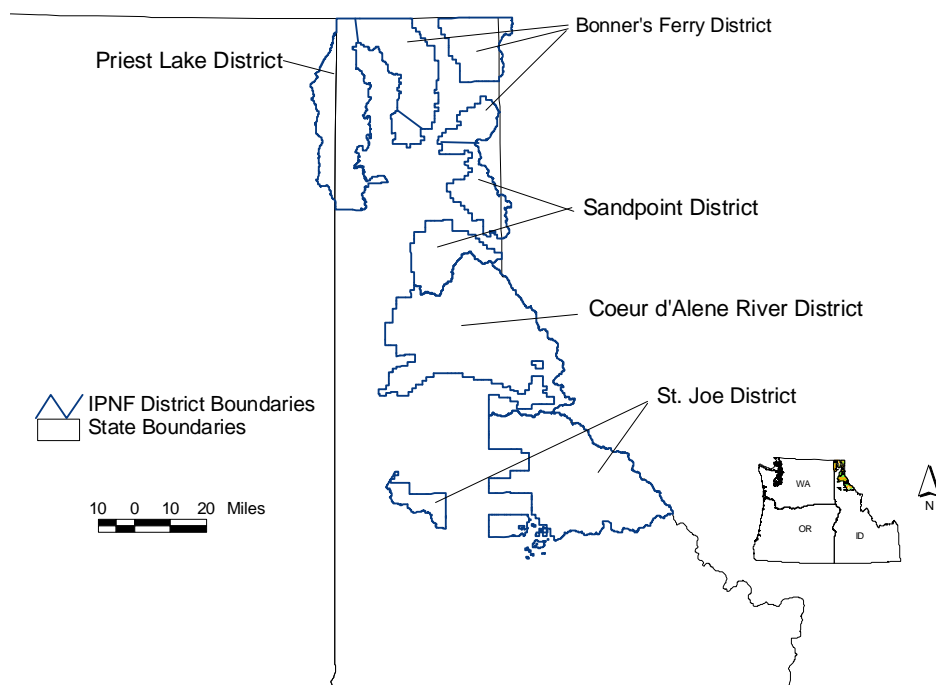 Bonner's Ferry District
Priest Lake District
Sandpoint District
Coeur d'Alene River District
St. Joe District
IPNF District Boundaries
State Boundaries
10 0 10 20 Miles
WA
OR
ID
N